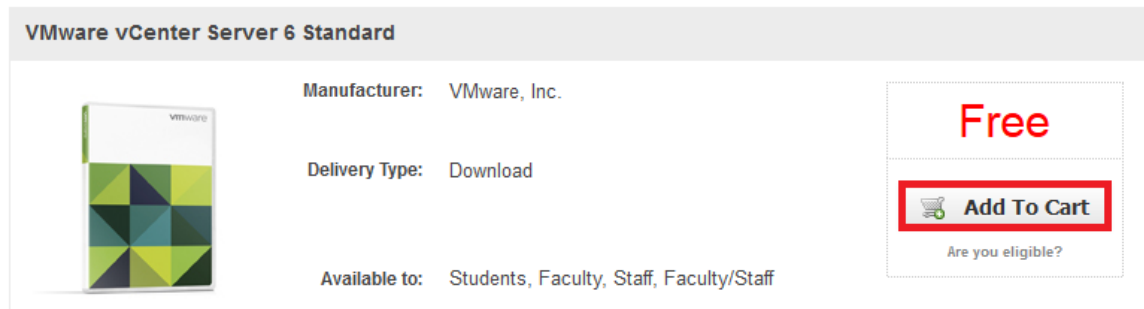 VMware vCenter Server 6 Standard
vmware
Manufacturer: VMware, Inc.
Free
Delivery Type: Download
Add To Cart
Are you eligible?
Available to: Students, Faculty, Staff, Faculty/Staff